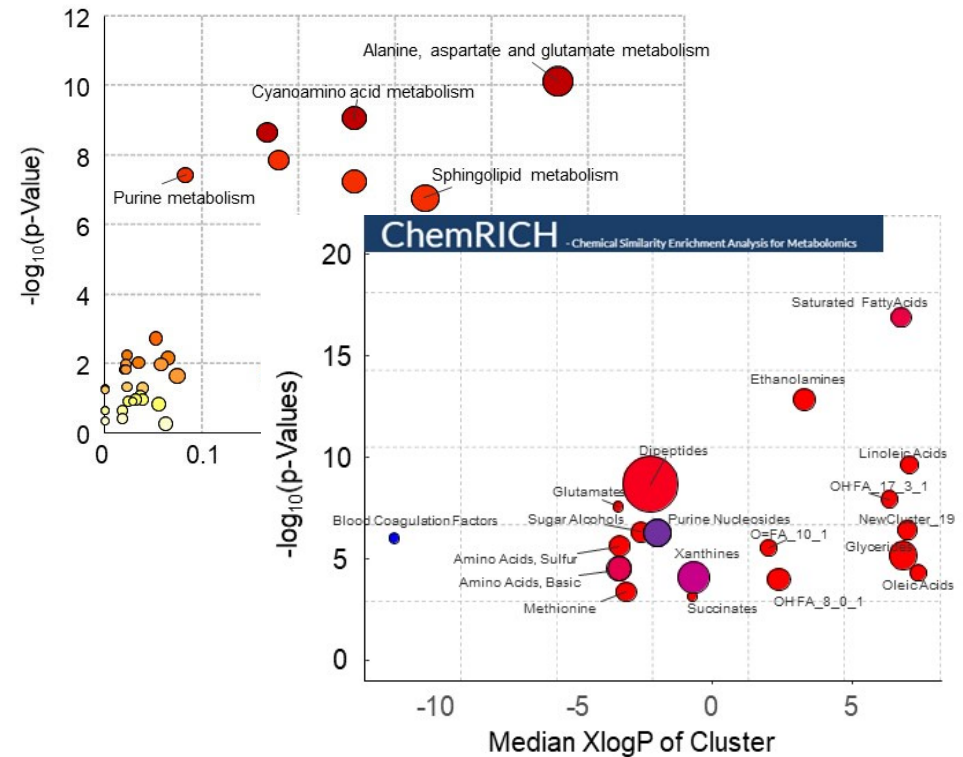 12
10
8
6
4
2
0
-log10(p-Value)
0
0.1
Alanine, aspartate and glutamate metabolism
Cyanoamino acid metabolism
Purine metabolism
Sphingolipid metabolism
ChemRICH - Chemical Similarity Enrichment Analysis for Metabolomics
20
15
10
5
0
-log10(p-Values)
Saturated FattyAcids
Ethanolamines
Dipeptides
Linoleic Acids
Glutamates
OH FA_17_3_1
Blood Coagulation Factors
Sugar Alcohols
Purine Nucleosides
NewCluster_19
O=FA_10_1
Amino Acids, Sulfur
Xanthines
Glycerides
Amino Acids, Basic
Oleic Acids
Methionine
Succinates
OH FA_8_0_1
-10
-5
0
5
Median XlogP of Cluster